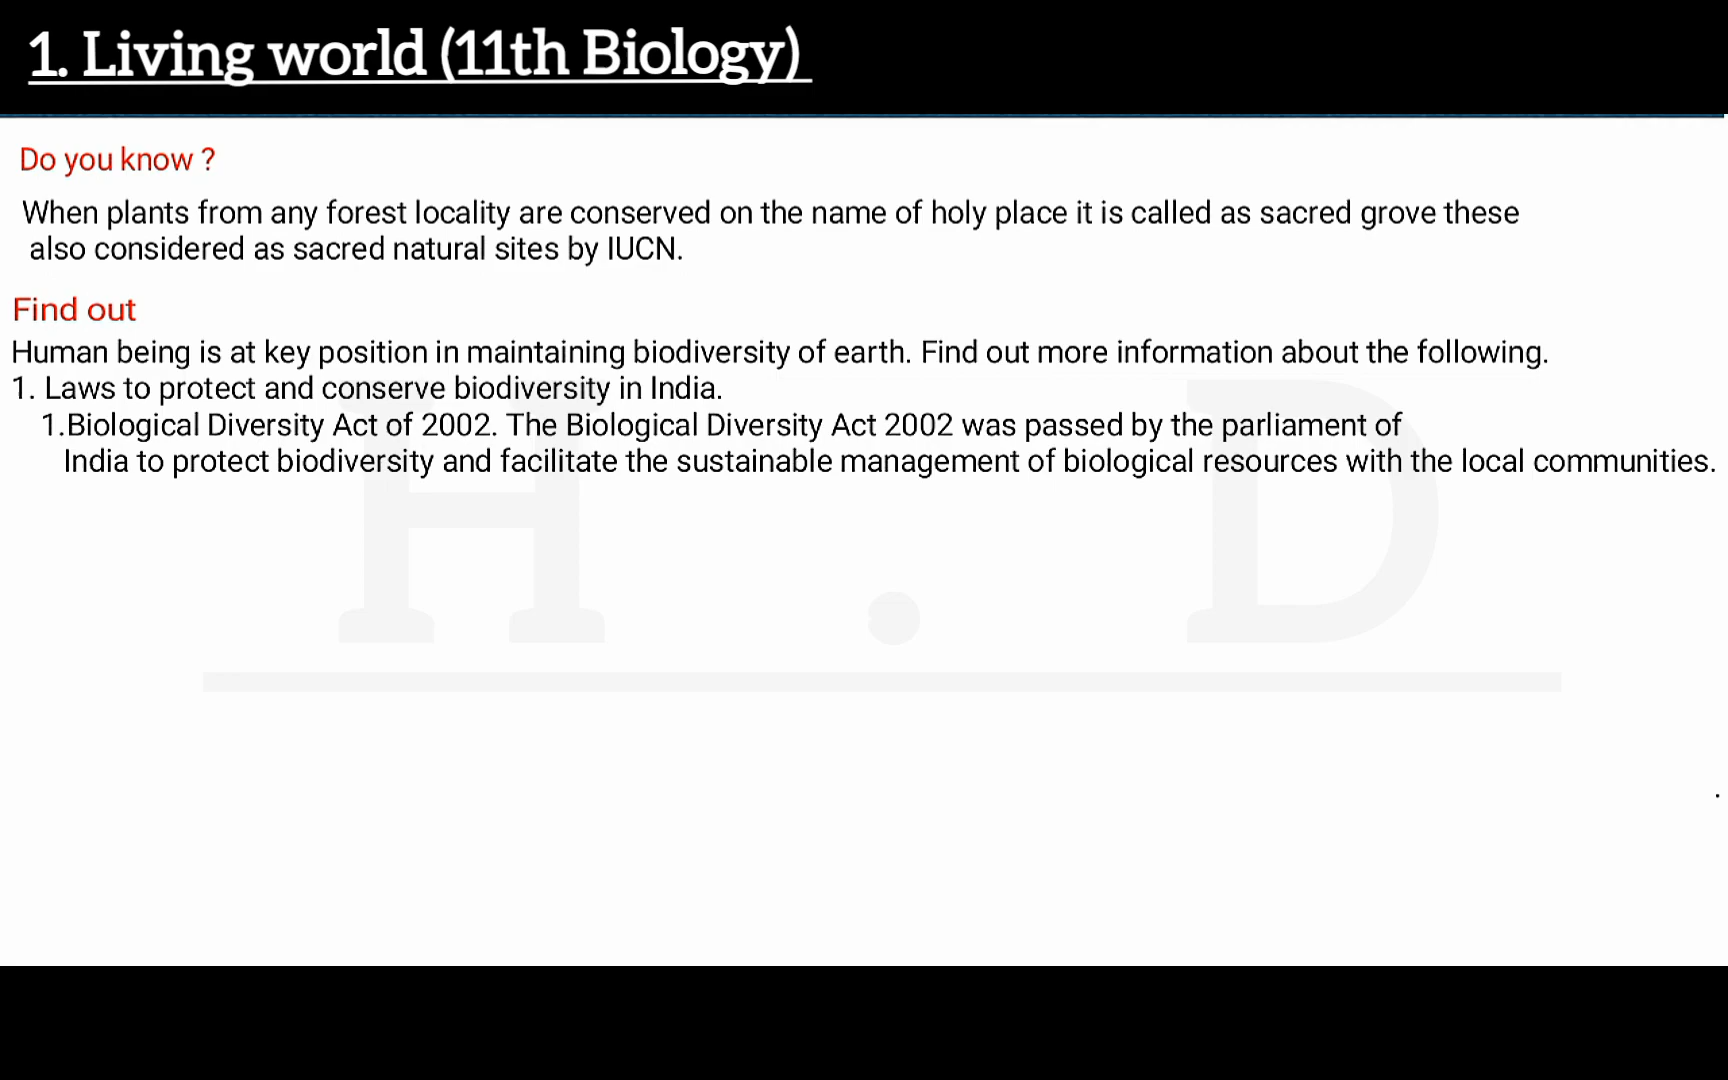 1. Living world (11th Biology)
Do you know ?
When plants from any forest locality are conserved on the name of holy place it is called as sacred grove these
also considered as sacred natural sites by IUCN.
Find out
Human being is at key position in maintaining biodiversity of earth. Find out more information about the following.
1. Laws to protect and conserve biodiversity in India.
1.Biological Diversity Act of 2002. The Biological Diversity Act 2002 was passed by the parliament of
India to protect biodiversity and facilitate the sustainable management of biological resources with the local communities.
H . D
.